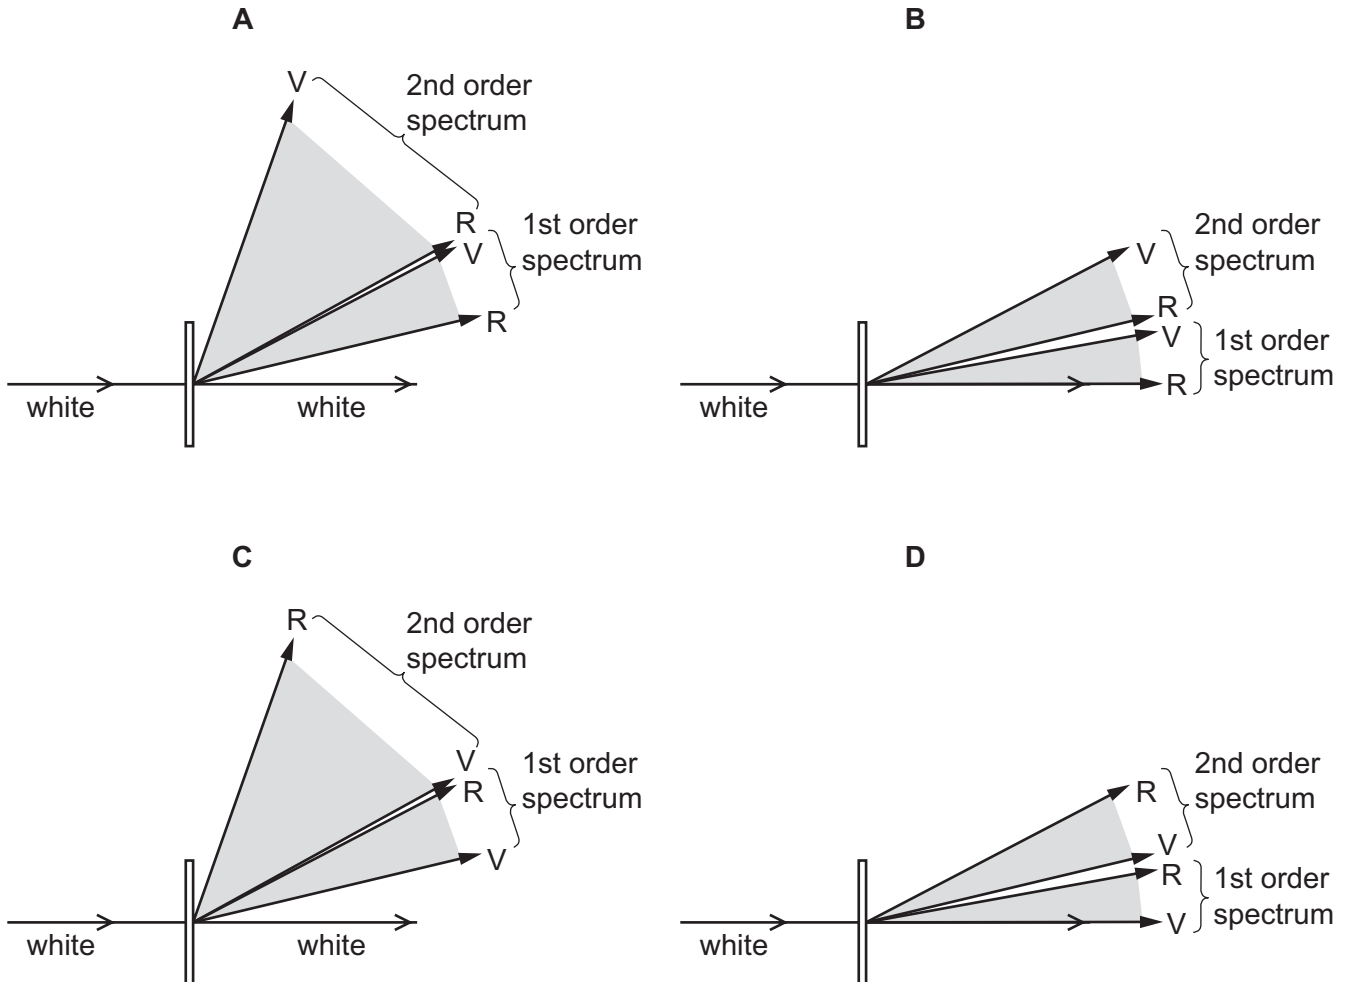 A
V
2nd order
spectrum
R
V
1st order
spectrum
R
white
white
B
2nd order
spectrum
V
R
V
1st order
spectrum
R
white
C
R
2nd order
spectrum
V
R
1st order
spectrum
V
white
white
D
2nd order
spectrum
R
V
R
1st order
spectrum
V
white